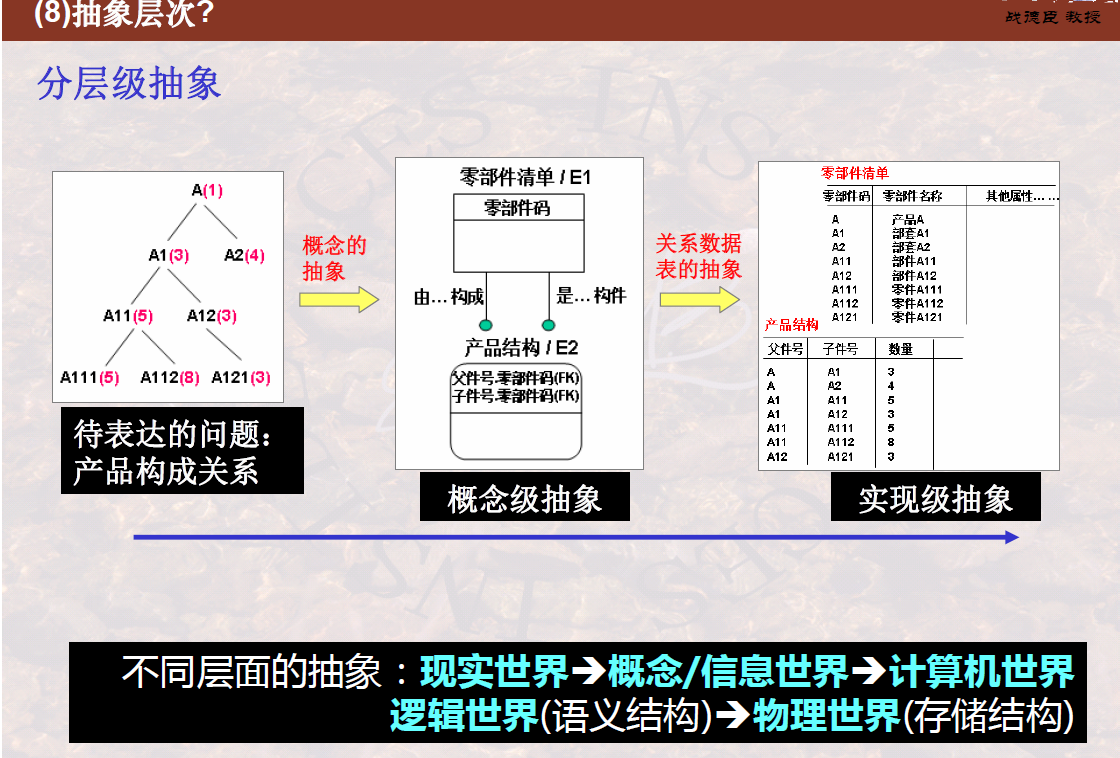 (8)抽象层次?
战德臣 教授
分层级抽象
A(1)
A1(3) A2(4)
A11(5) A12(3)
A111(5) A112(8) A121(3)
待表达的问题：
产品构成关系
概念的
抽象
零部件清单 / E1
零部件码
由…构成 是…构件
产品结构 / E2
父件号.零部件码(FK)
子件号.零部件码(FK)
概念级抽象
关系数据
表的抽象
零部件清单
零部件码 零部件名称 其他属性… …
A 产品A
A1 部套A1
A2 部套A2
A11 部件A11
A12 部件A12
A111 零件A111
A112 零件A112
A121 零件A121
产品结构
父件号 子件号 数量
A A1 3
A A2 4
A1 A11 5
A1 A12 3
A11 A111 5
A11 A112 8
A12 A121 3
实现级抽象
不同层面的抽象：现实世界➔概念/信息世界➔计算机世界
逻辑世界(语义结构)➔物理世界(存储结构)